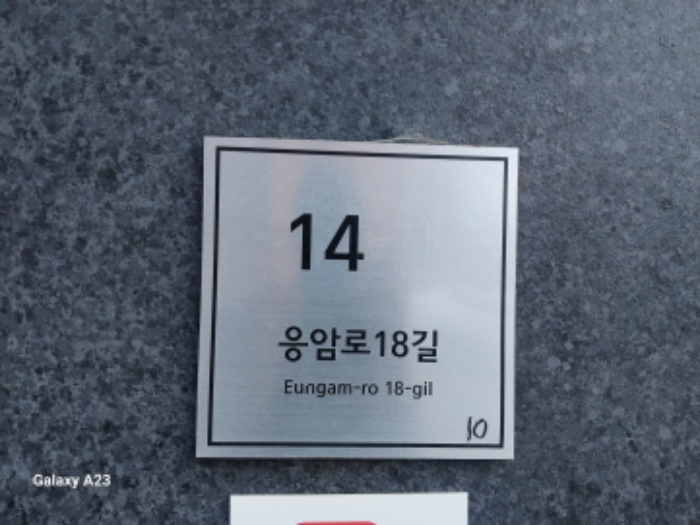 14
응암로18길
Eungam-ro 18-gil
10
Galaxy A23